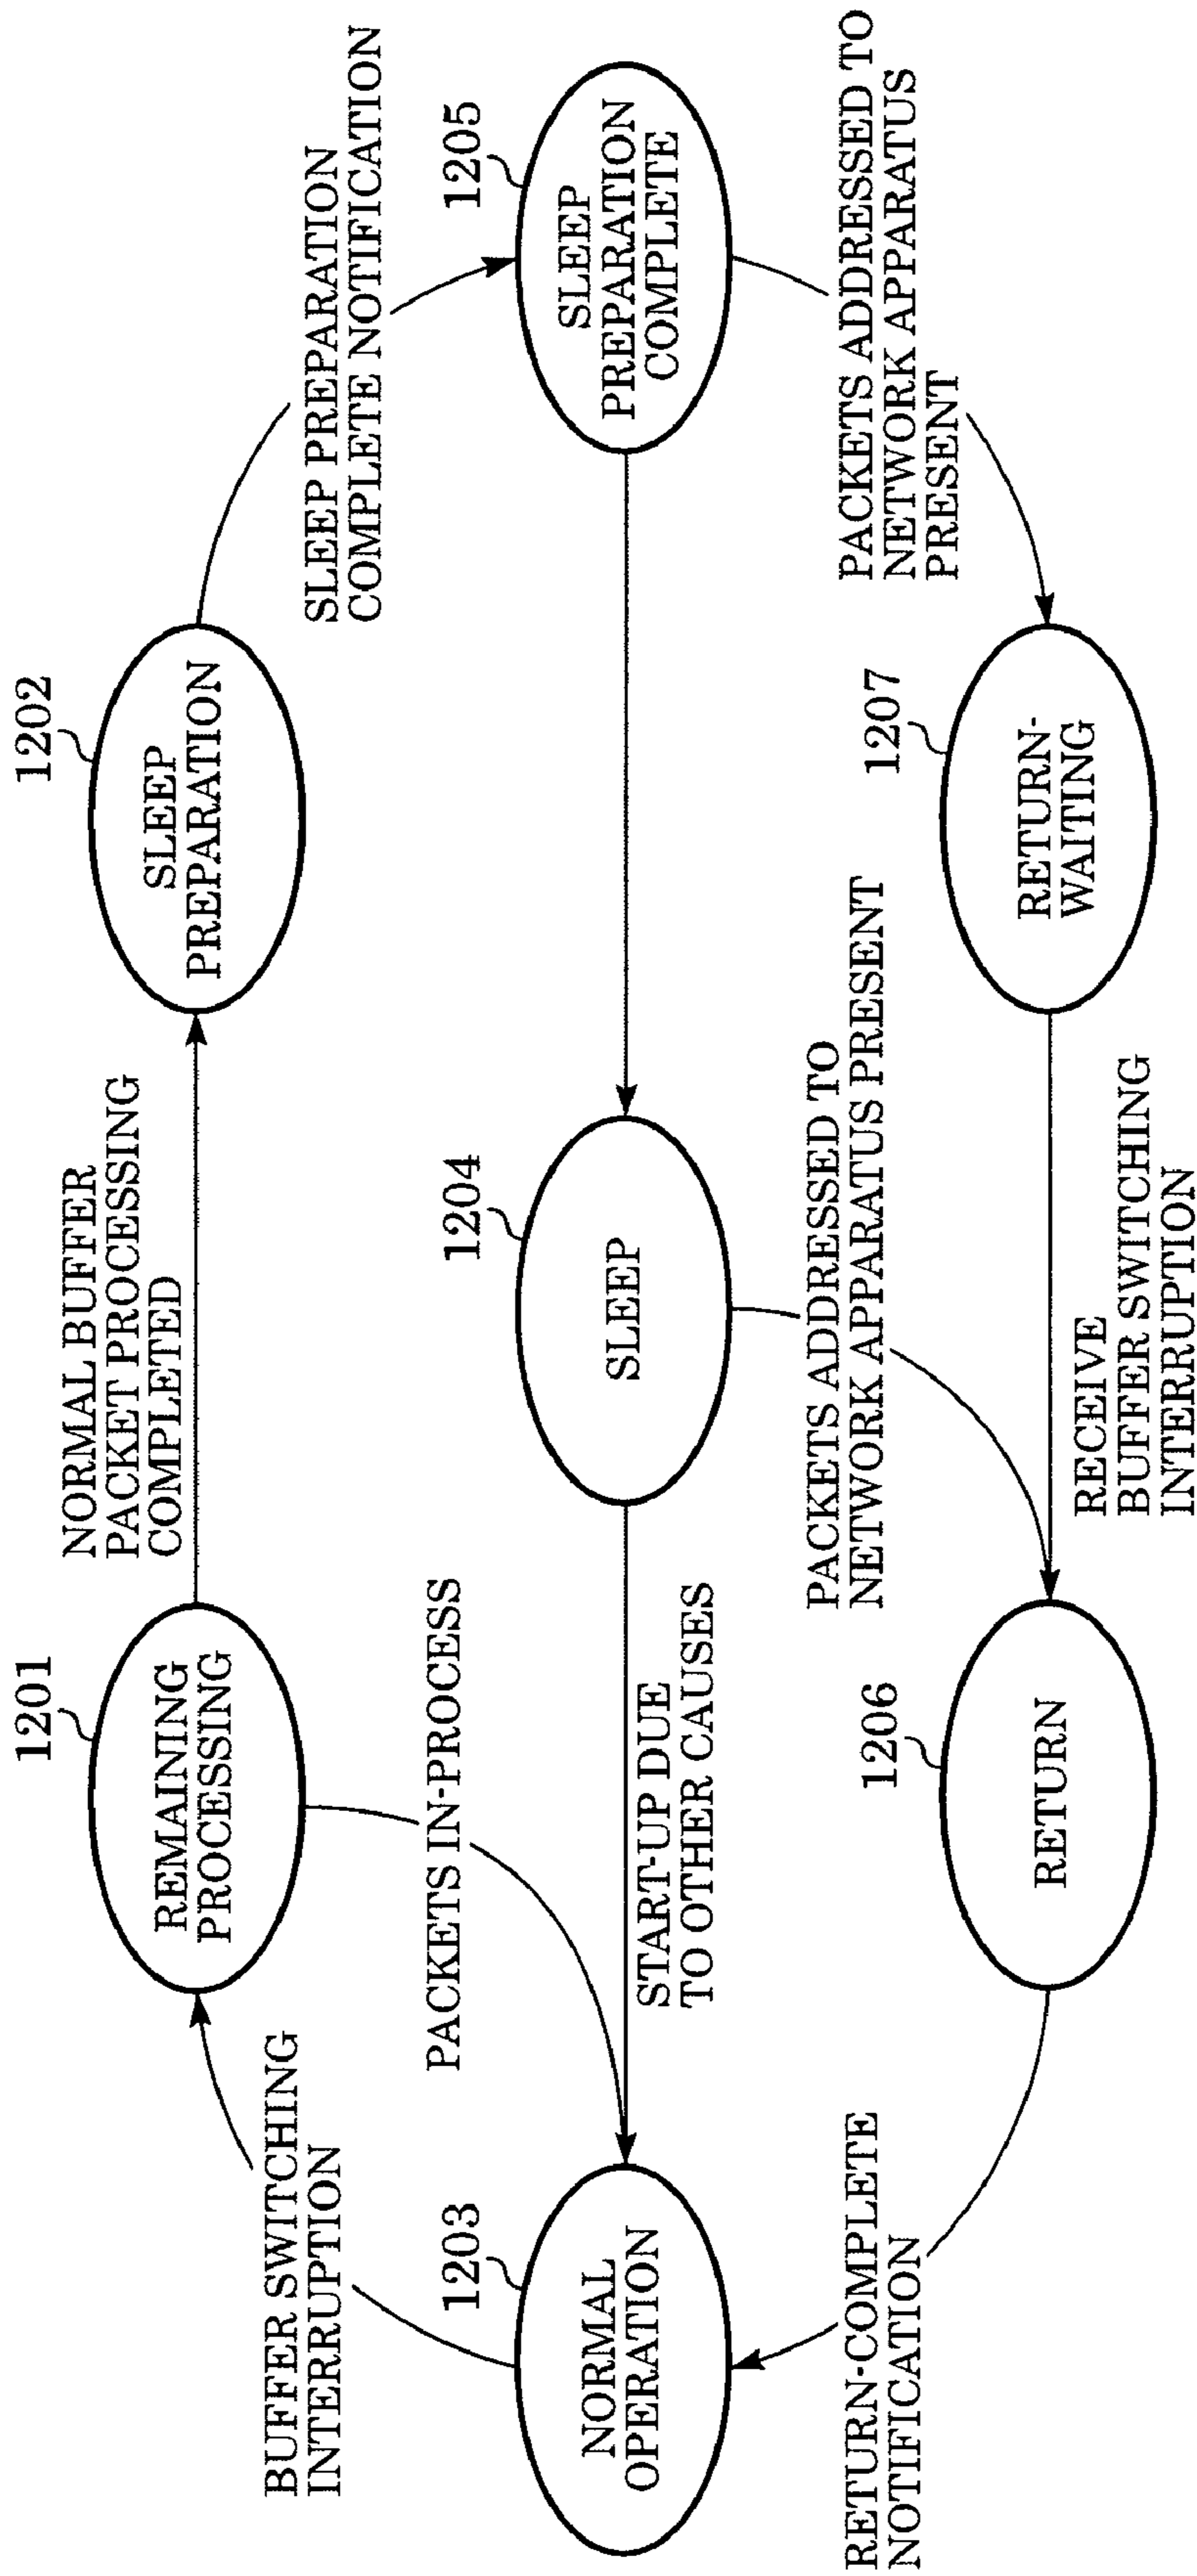 1201
REMAINING
PROCESSING
NORMAL BUFFER
PACKET PROCESSING
COMPLETED
1202
SLEEP
PREPARATION
BUFFER SWITCHING
INTERRUPTION
PACKETS IN-PROCESS
SLEEP PREPARATION
COMPLETE NOTIFICATION
1203
NORMAL
OPERATION
START-UP DUE
TO OTHER CAUSES
1204
SLEEP
1205
SLEEP
PREPARATION
COMPLETE
RETURN-COMPLETE
NOTIFICATION
PACKETS ADDRESSED TO
NETWORK APPARATUS PRESENT
PACKETS ADDRESSED TO
NETWORK APPARATUS
PRESENT
1206
RETURN
RECEIVE
BUFFER SWITCHING
INTERRUPTION
1207
RETURN-
WAITING